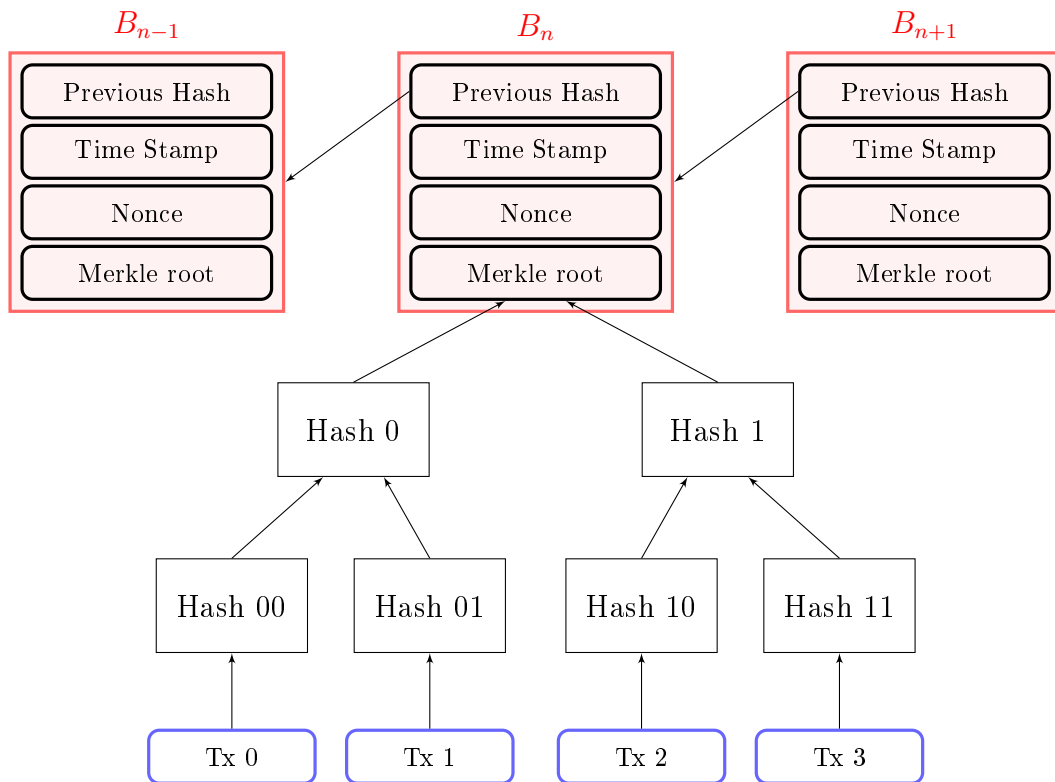 B_{n-1} B_n B_{n+1}
Previous Hash Previous Hash Previous Hash
Time Stamp Time Stamp Time Stamp
Nonce Nonce Nonce
Merkle root Merkle root Merkle root
Hash 0 Hash 1
Hash 00 Hash 01 Hash 10 Hash 11
Tx 0 Tx 1 Tx 2 Tx 3